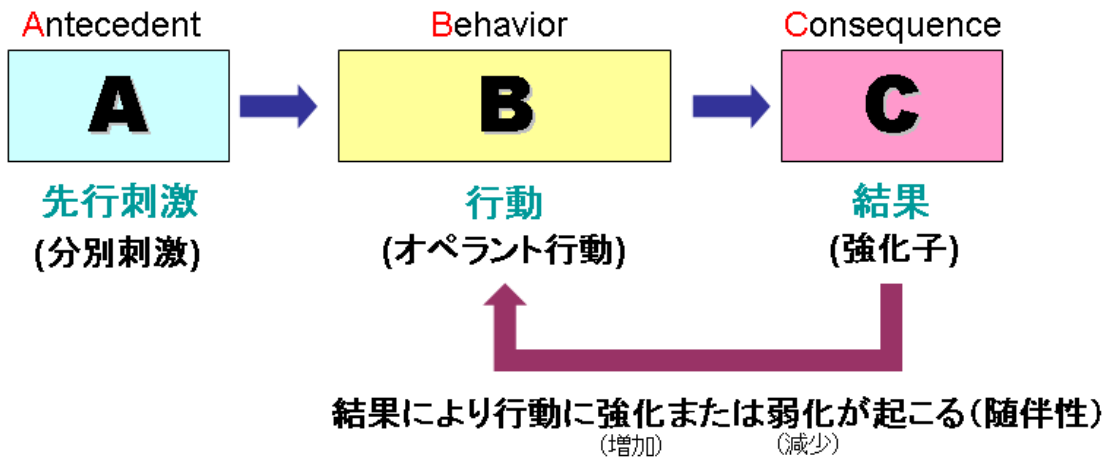 Antecedent
Behavior
Consequence
A
B
C
先行刺激
行動
結果
(分別刺激)
(オペラント行動)
(強化子)
結果により行動に強化または弱化が起こる(随伴性)
(増加)
(減少)